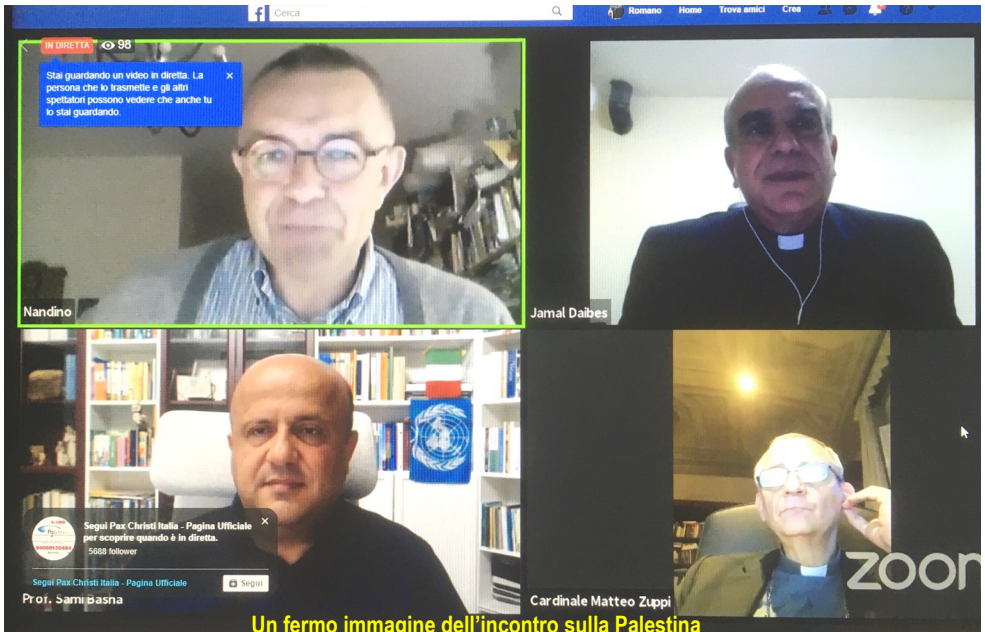 Cerca
Romano Home Trova amici Crea
IN DIRETTA 98
Stai guardando un video in diretta. La
persona che lo trasmette e gli altri
spettatori possono vedere che anche tu
lo stai guardando.
Nandino
Jamal Daibes
Segui Pax Christi Italia - Pagina Ufficiale
per scoprire quando è in diretta.
5688 follower
Segui Pax Christi Italia - Pagina Ufficiale
Segui
Prof. Sami Basha
Cardinale Matteo Zuppi
zoom
Un fermo immagine dell'incontro sulla Palestina